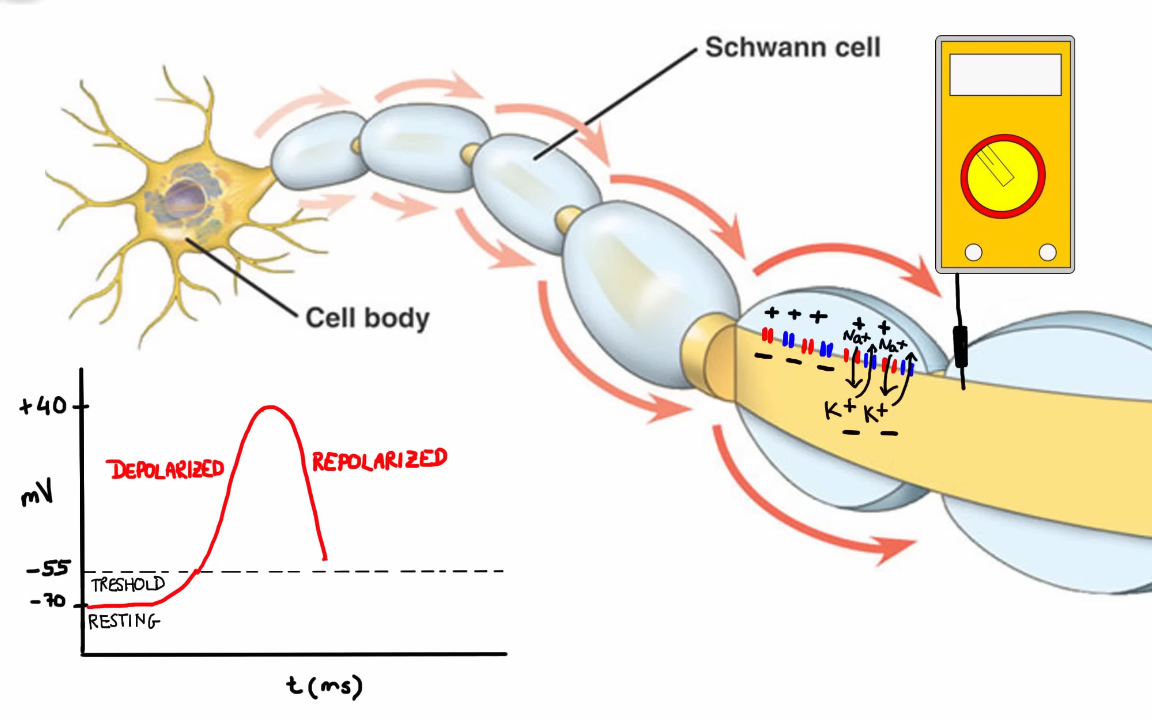 Schwann cell
Cell body
+ + + + +
Na+ Na+
K+ K+
+40
DEPOLARIZED
REPOLARIZED
mV
-55
TRESHOLD
-70
RESTING
t (ms)